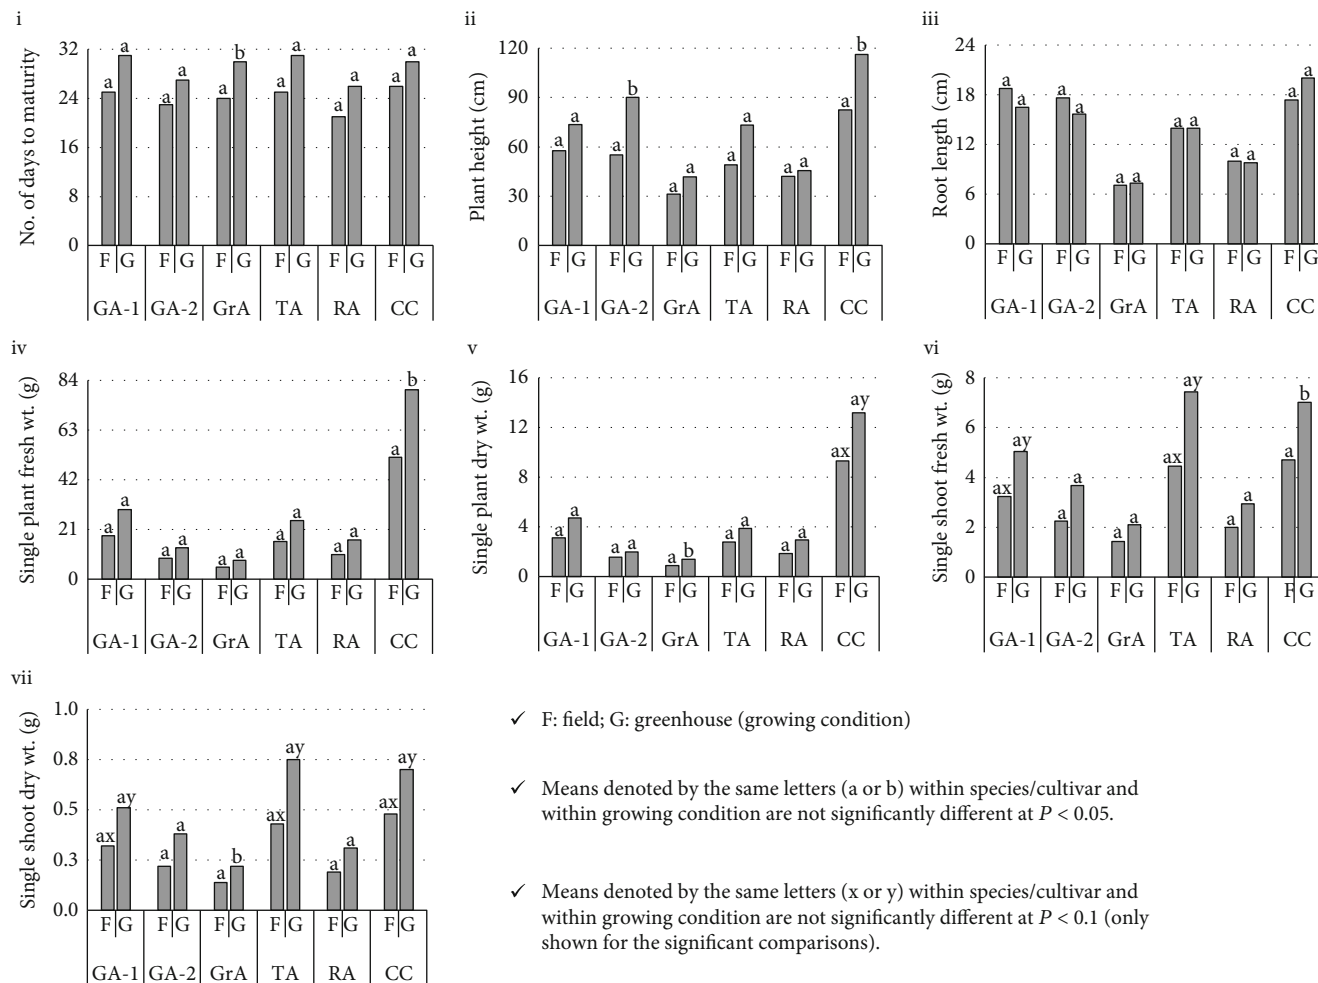 i
No. of days to maturity
32
24
16
8
0
a a a a a b a a a a a a
F G F G F G F G F G F G
GA-1 GA-2 GrA TA RA CC
ii
Plant height (cm)
120
90
60
30
0
a a a b a a a a a a a b
F G F G F G F G F G F G
GA-1 GA-2 GrA TA RA CC
iii
Root length (cm)
24
18
12
6
0
a a a a a a a a a a a a
F G F G F G F G F G F G
GA-1 GA-2 GrA TA RA CC
iv
Single plant fresh wt. (g)
84
63
42
21
0
a a a a a a a a a a a b
F G F G F G F G F G F G
GA-1 GA-2 GrA TA RA CC
v
Single plant dry wt. (g)
16
12
8
4
0
a a a a a b a a a a ax ay
F G F G F G F G F G F G
GA-1 GA-2 GrA TA RA CC
vi
Single shoot fresh wt. (g)
8
6
4
2
0
ax ay a a a a ax ay a a a b
F G F G F G F G F G F G
GA-1 GA-2 GrA TA RA CC
vii
Single shoot dry wt. (g)
1.0
0.8
0.5
0.3
0.0
ax ay a a a b ax ay a a ax ay
F G F G F G F G F G F G
GA-1 GA-2 GrA TA RA CC
✓ F: field; G: greenhouse (growing condition)
✓ Means denoted by the same letters (a or b) within species/cultivar and
within growing condition are not significantly different at P < 0.05.
✓ Means denoted by the same letters (x or y) within species/cultivar and
within growing condition are not significantly different at P < 0.1 (only
shown for the significant comparisons).